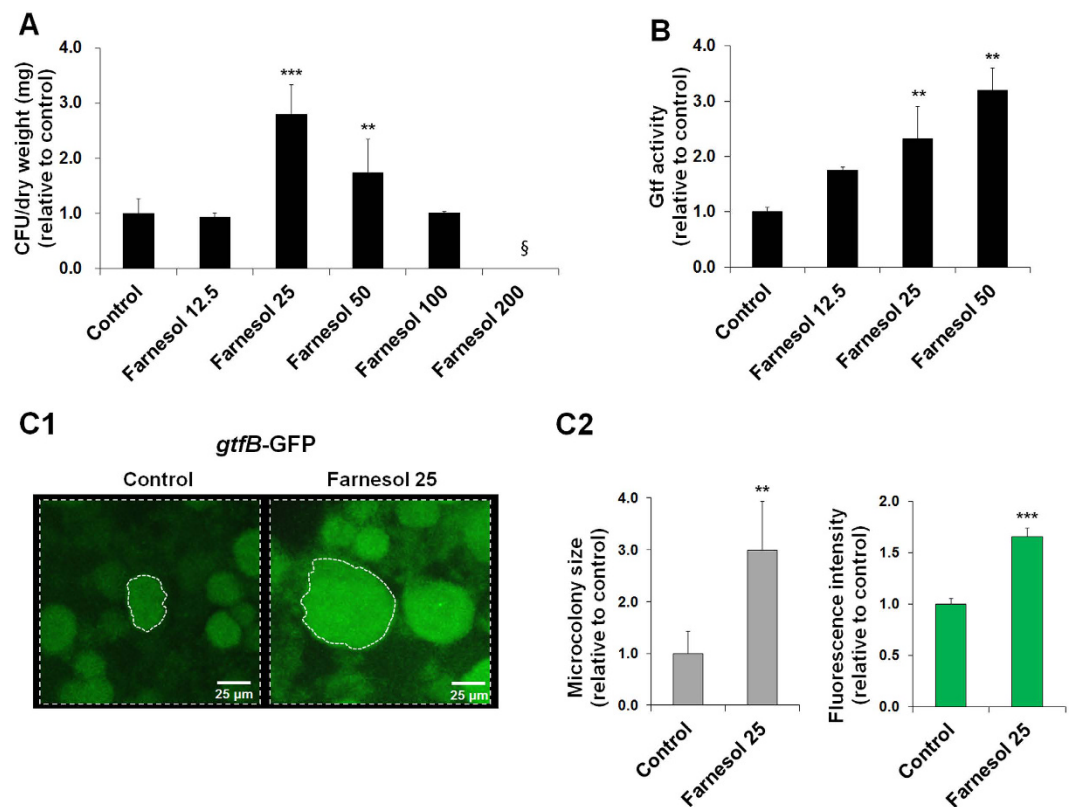 A
CFU/dry weight (mg)
(relative to control)
4.0
3.0
2.0
1.0
0.0
***
**
§
Control
Farnesol 12.5
Farnesol 25
Farnesol 50
Farnesol 100
Farnesol 200
B
Gtf activity
(relative to control)
4.0
3.0
2.0
1.0
0.0
**
**
Control
Farnesol 12.5
Farnesol 25
Farnesol 50
C1
gtfB-GFP
Control
Farnesol 25
25 µm
25 µm
C2
Microcolony size
(relative to control)
4.0
3.0
2.0
1.0
0.0
**
Control
Farnesol 25
Fluorescence intensity
(relative to control)
2.0
1.5
1.0
0.5
0.0
***
Control
Farnesol 25